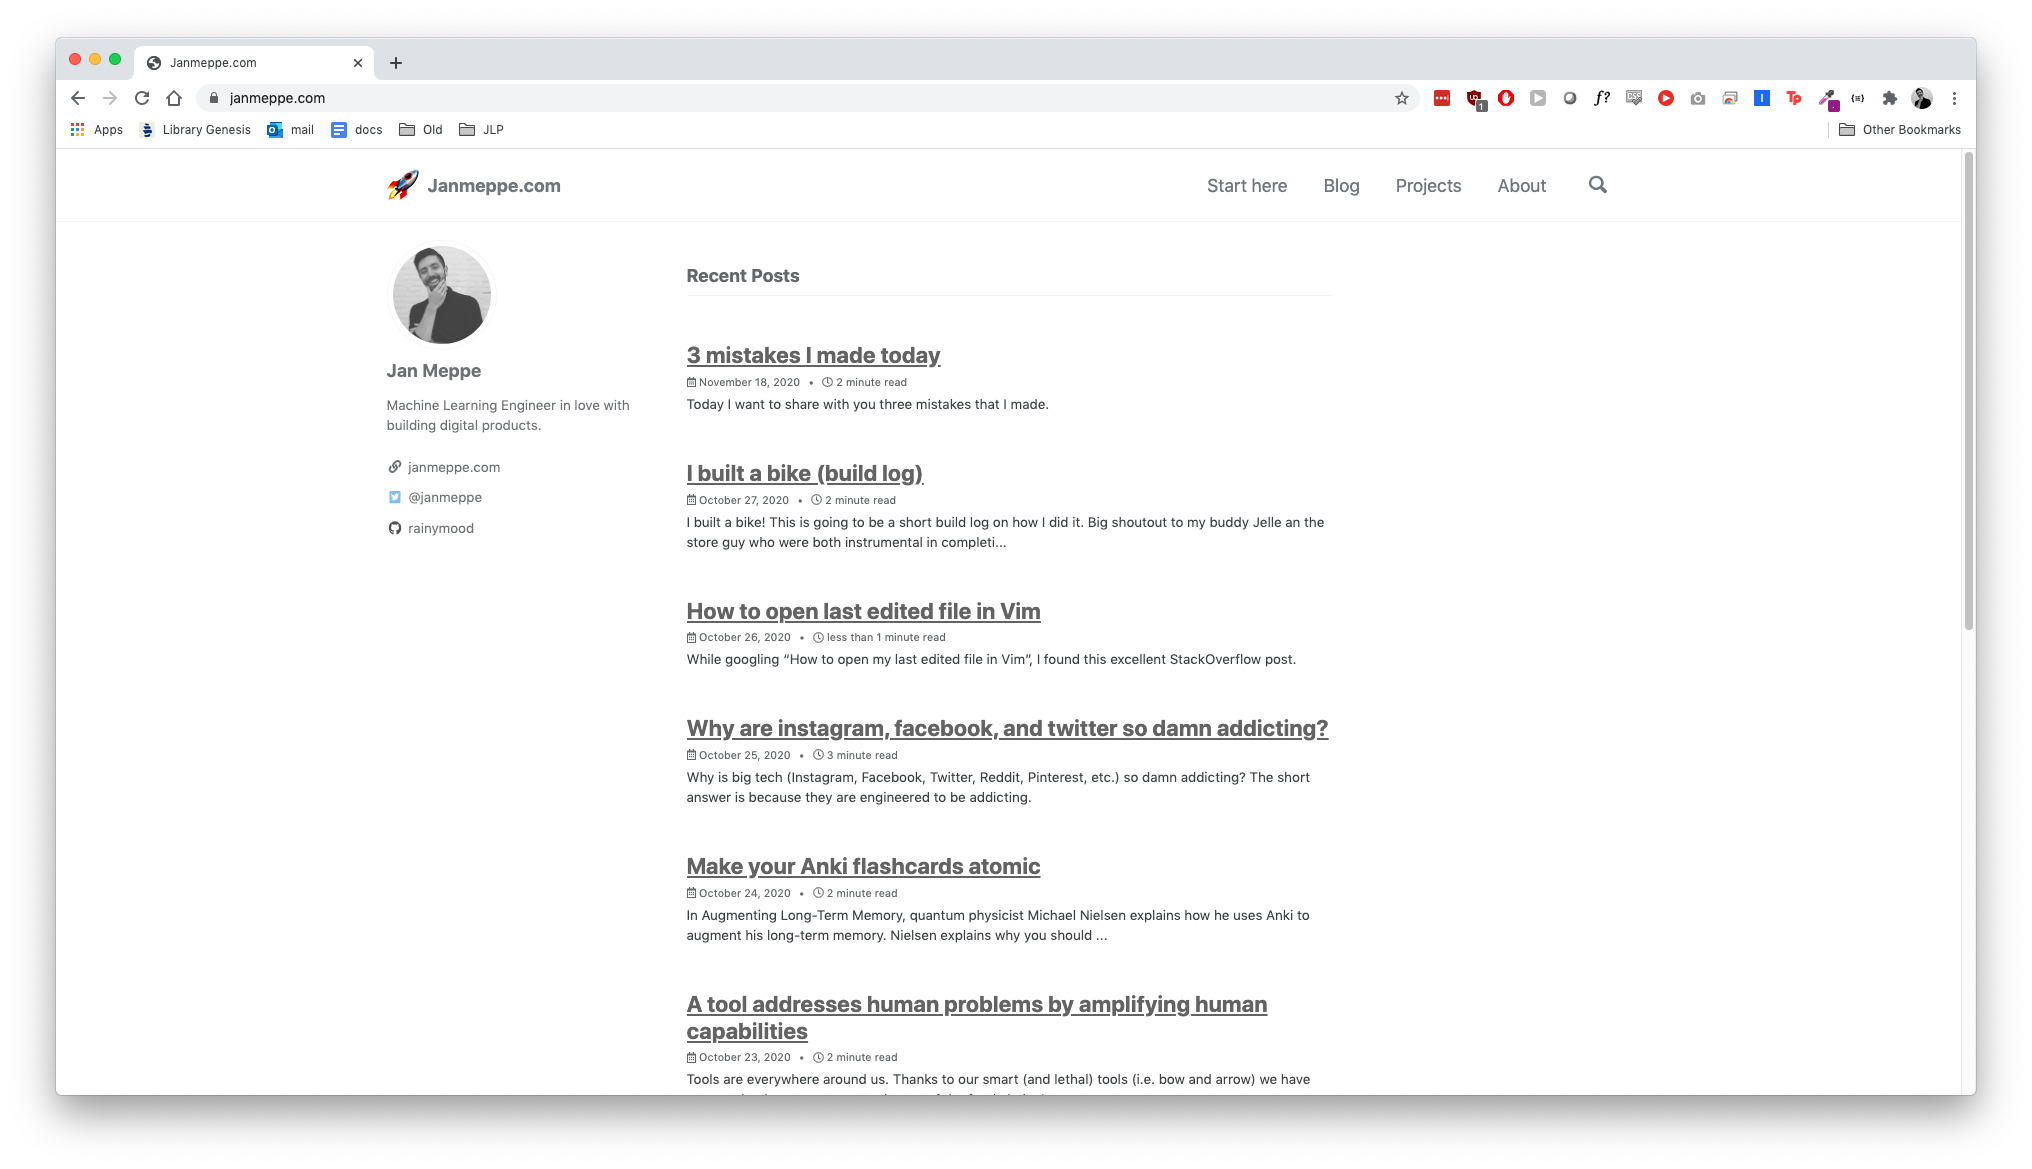 Janmeppe.com
janmeppe.com
f?
CSS
Tp
Apps
Library Genesis
mail
docs
Old
JLP
Other Bookmarks
Janmeppe.com
Start here
Blog
Projects
About
Jan Meppe
Machine Learning Engineer in love with
building digital products.
janmeppe.com
@janmeppe
rainymood
Recent Posts
3 mistakes I made today
November 18, 2020 • 2 minute read
Today I want to share with you three mistakes that I made.
I built a bike (build log)
October 27, 2020 • 2 minute read
I built a bike! This is going to be a short build log on how I did it. Big shoutout to my buddy Jelle an the
store guy who were both instrumental in completi...
How to open last edited file in Vim
October 26, 2020 • less than 1 minute read
While googling “How to open my last edited file in Vim”, I found this excellent StackOverflow post.
Why are instagram, facebook, and twitter so damn addicting?
October 25, 2020 • 3 minute read
Why is big tech (Instagram, Facebook, Twitter, Reddit, Pinterest, etc.) so damn addicting? The short
answer is because they are engineered to be addicting.
Make your Anki flashcards atomic
October 24, 2020 • 2 minute read
In Augmenting Long-Term Memory, quantum physicist Michael Nielsen explains how he uses Anki to
augment his long-term memory. Nielsen explains why you should ...
A tool addresses human problems by amplifying human
capabilities
October 23, 2020 • 2 minute read
Tools are everywhere around us. Thanks to our smart (and lethal) tools (i.e. bow and arrow) we have